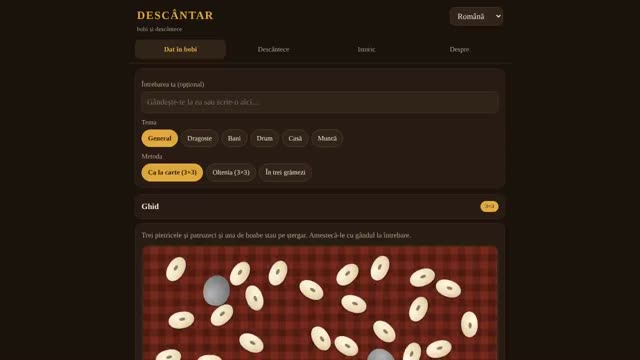 DESCÂNTAR
bobi și descântece
Română
Dat în bobi
Descântece
Istoric
Despre
Întrebarea ta (opțional)
Gândește-te la ea sau scrie-o aici...
Tema
General
Dragoste
Bani
Drum
Casă
Muncă
Metoda
Ca la carte (3×3)
Oltenia (3×3)
În trei grămezi
Ghid
3×3
Trei pietricele și patruzeci și una de boabe stau pe ștergar. Amestecă-le cu gândul la întrebare.